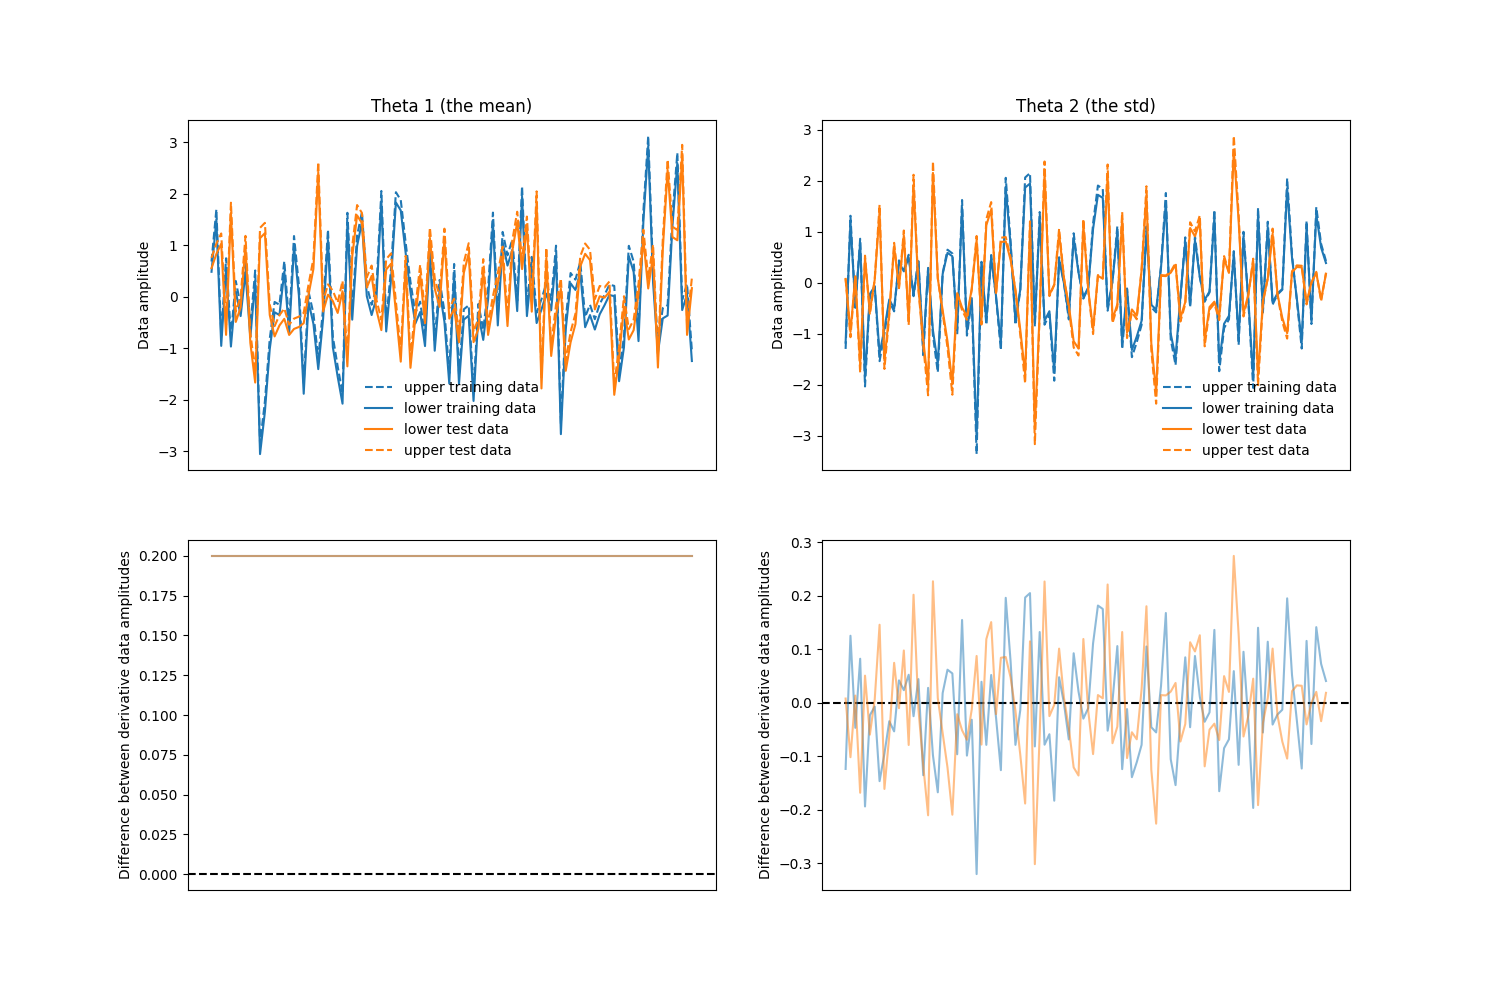 Theta 1 (the mean)
Data amplitude
3
2
1
0
−1
−2
−3
upper training data
lower training data
lower test data
upper test data
Theta 2 (the std)
Data amplitude
3
2
1
0
−1
−2
−3
upper training data
lower training data
lower test data
upper test data
Difference between derivative data amplitudes
0.200
0.175
0.150
0.125
0.100
0.075
0.050
0.025
0.000
Difference between derivative data amplitudes
0.3
0.2
0.1
0.0
−0.1
−0.2
−0.3